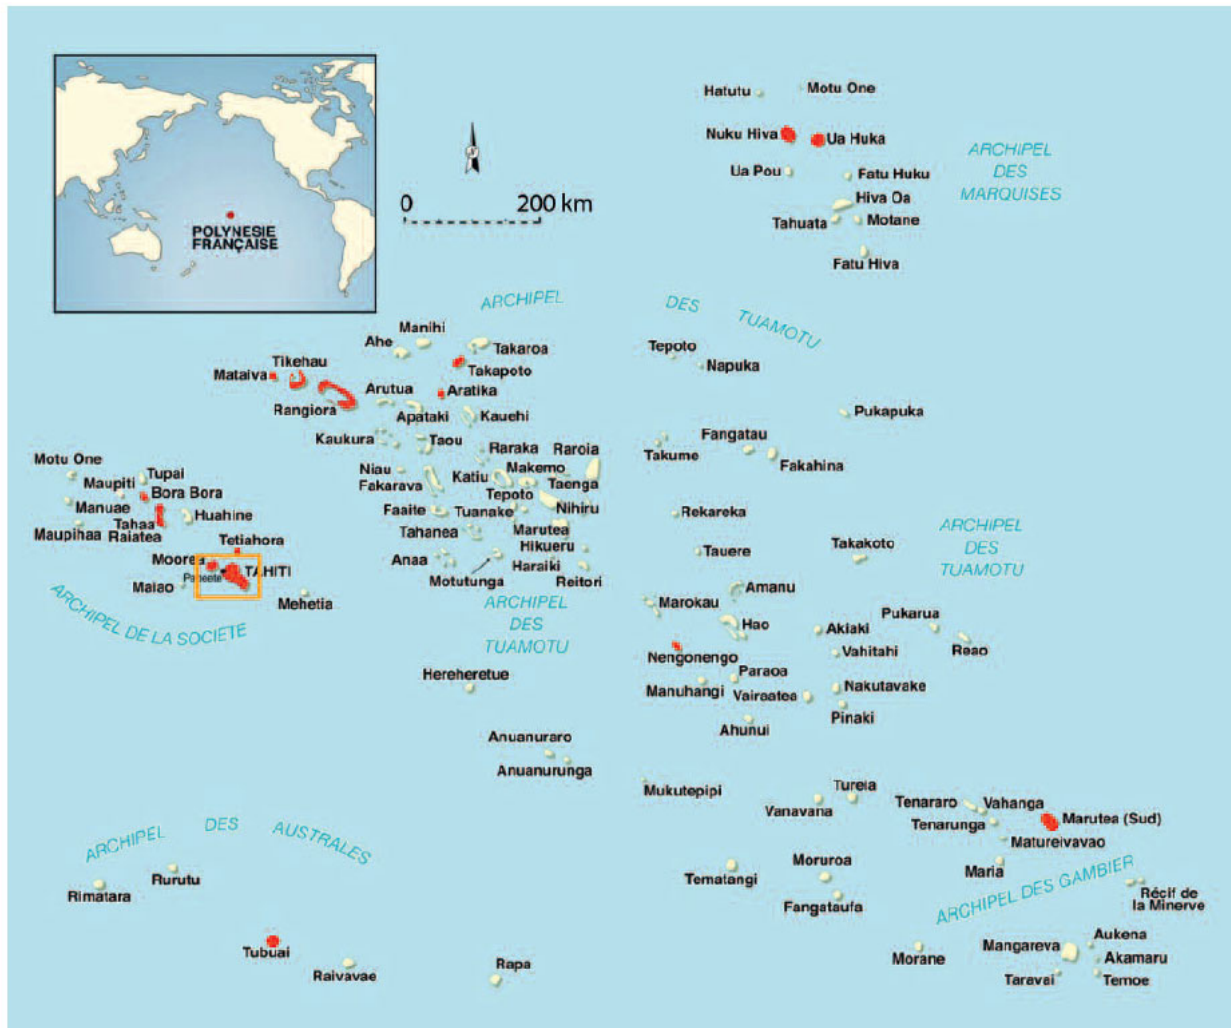 POLYNESIE
FRANÇAISE
N
0 200 km
Hatutu
Motu One
Nuku Hiva
Ua Huka
Ua Pou
Fatu Huku
Hiva Oa
Tahuata
Motane
Fatu Hiva
ARCHIPEL
DES
MARQUISES
ARCHIPEL DES TUAMOTU
Manihi
Ahe
Takaroa
Tikehau
Takapoto
Mataiva
Arutua
Aratika
Rangiora
Apataki
Kauehi
Kaukura
Taou
Raraka
Raroia
Niau
Katiu
Makemo
Taenga
Fakarava
Tepoto
Nihiru
Faaite
Tuanake
Tahanea
Marutea
Hikueru
Anaa
Haraiki
Motutunga
Reitori
ARCHIPEL
DES
TUAMOTU
Tepoto
Napuka
Pukapuka
Fangatau
Takume
Fakahina
Rekareka
Tauere
Takakoto
ARCHIPEL
DES
TUAMOTU
Amanu
Marokau
Hao
Akiaki
Pukarua
Nengonengo
Vahitahi
Reao
Paraoa
Manuhangi
Vairaatea
Nakutavake
Ahunui
Pinaki
Motu One
Tupai
Maupiti
Bora Bora
Manuae
Huahine
Tahaa
Maupihaa
Raiatea
Tetiahora
Moorea
Papeete
TAHITI
Maiao
Mehetia
ARCHIPEL DE LA SOCIETE
Hereheretue
Anuanuraro
Anuanurunga
Mukutepipi
Tureia
Vanavana
Tenararo
Vahanga
Marutea (Sud)
Tenarunga
Matureivavao
Moruroa
Maria
Tematangi
Fangataufa
ARCHIPEL DES GAMBIER
Récif de
la Minerve
Aukena
Mangareva
Morane
Akamaru
Taravai
Temoe
ARCHIPEL DES AUSTRALES
Rurutu
Rimatara
Tubuai
Raivavae
Rapa